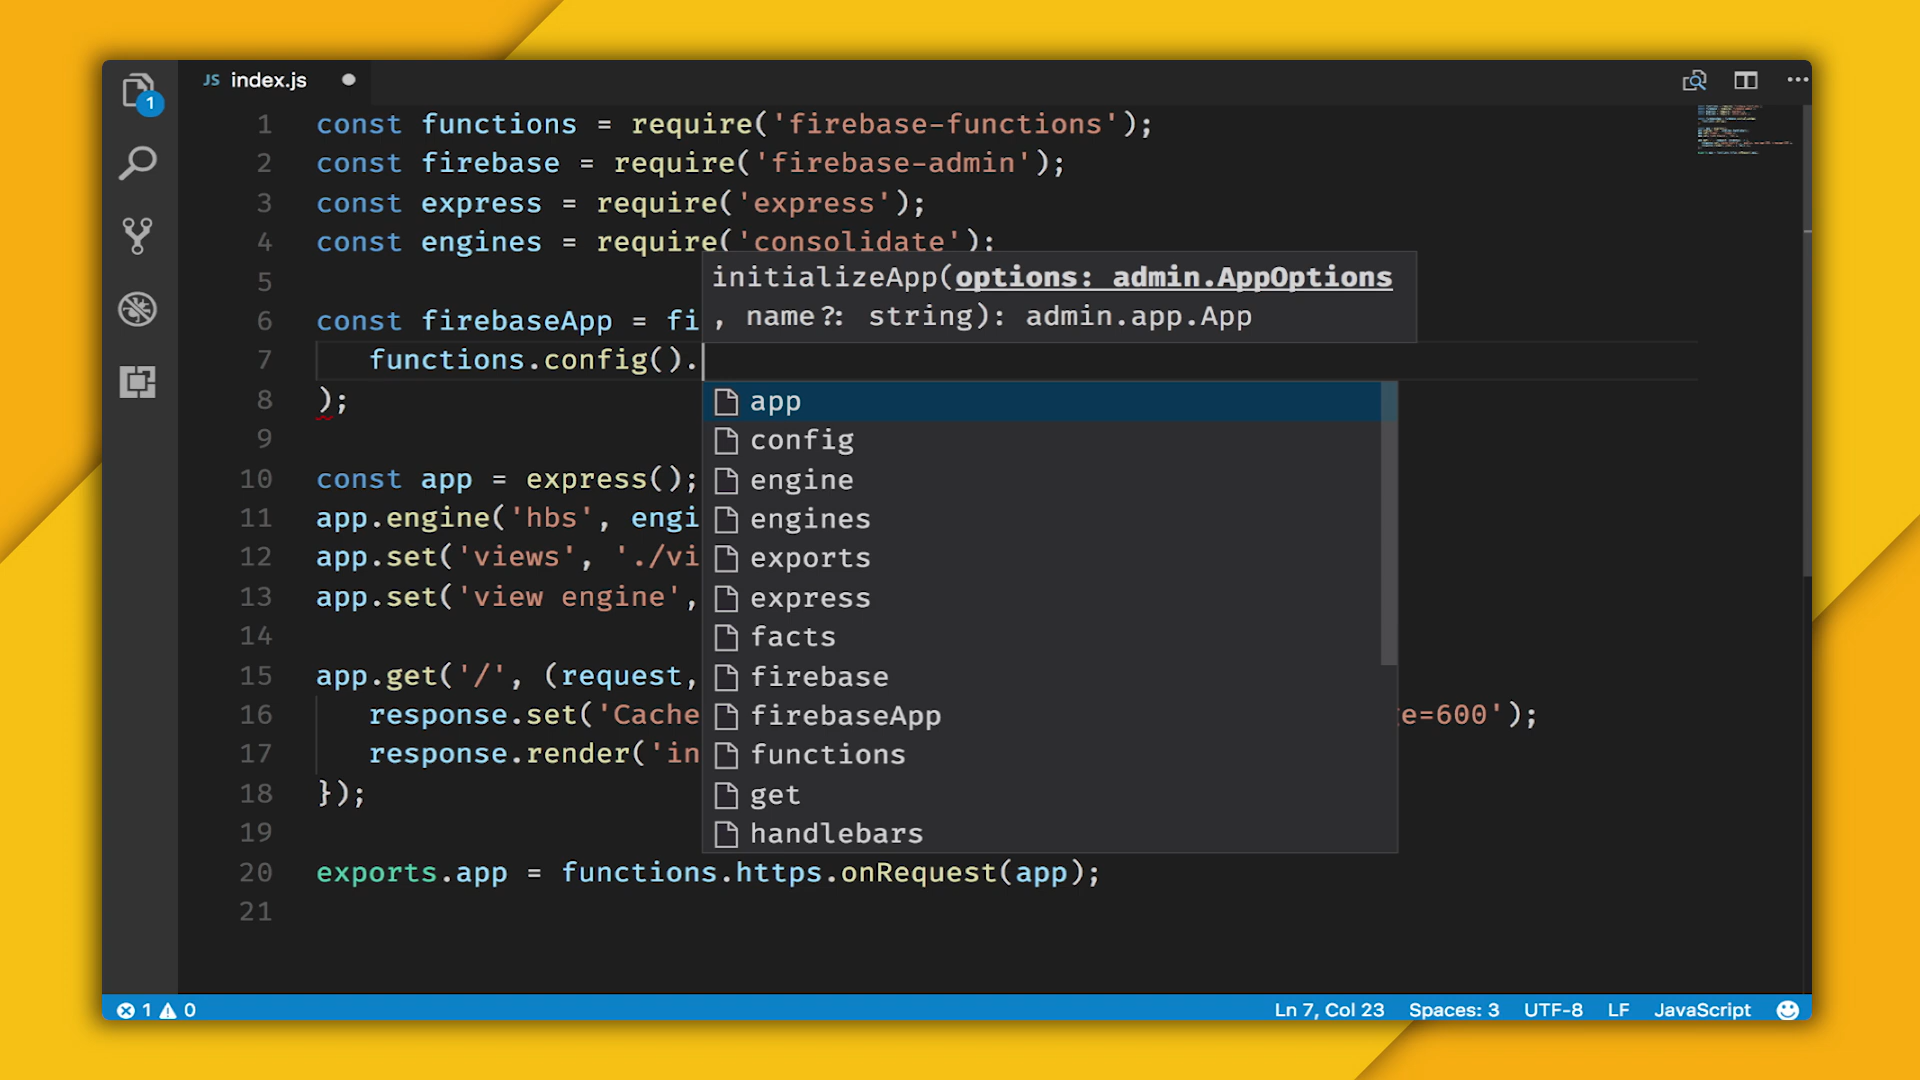 JS index.js
1
1 const functions = require('firebase-functions');
2 const firebase = require('firebase-admin');
3 const express = require('express');
4 const engines = require('consolidate');
5
initializeApp(options: admin.AppOptions
, name?: string): admin.app.App
6 const firebaseApp = fi
7 functions.config().
8 );
app
config
engine
engines
exports
express
facts
firebase
firebaseApp
functions
get
handlebars
9
10 const app = express();
11 app.engine('hbs', engi
12 app.set('views', './vi
13 app.set('view engine',
14
15 app.get('/', (request,
16 response.set('Cache e=600');
17 response.render('in
18 });
19
20 exports.app = functions.https.onRequest(app);
21
1 0 Ln 7, Col 23 Spaces: 3 UTF-8 LF JavaScript